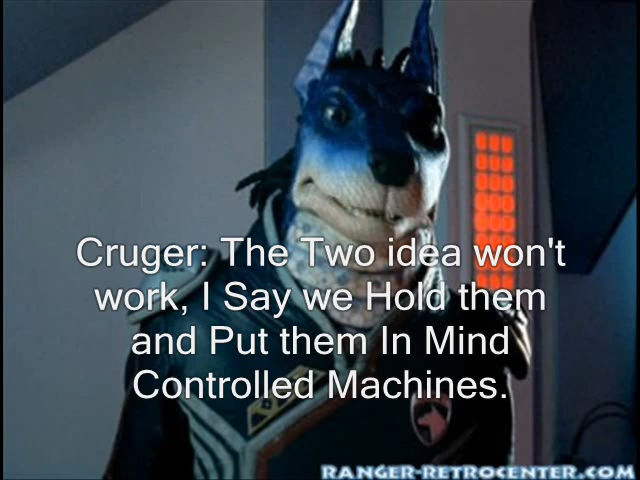 Cruger: The Two idea won't
work, I Say we Hold them
and Put them In Mind
Controlled Machines.
RANGER-RETROCENTER.COM